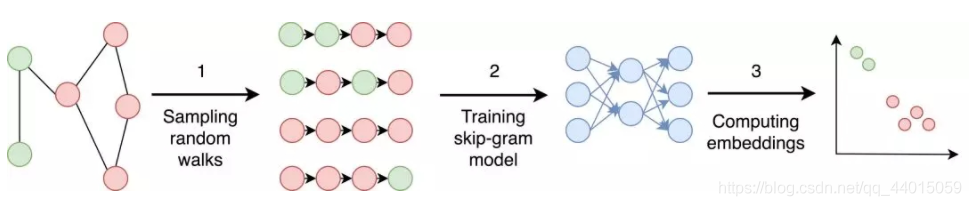 1
Sampling
random
walks
2
Training
skip-gram
model
3
Computing
embeddings
https://blog.csdn.net/qq_44015059